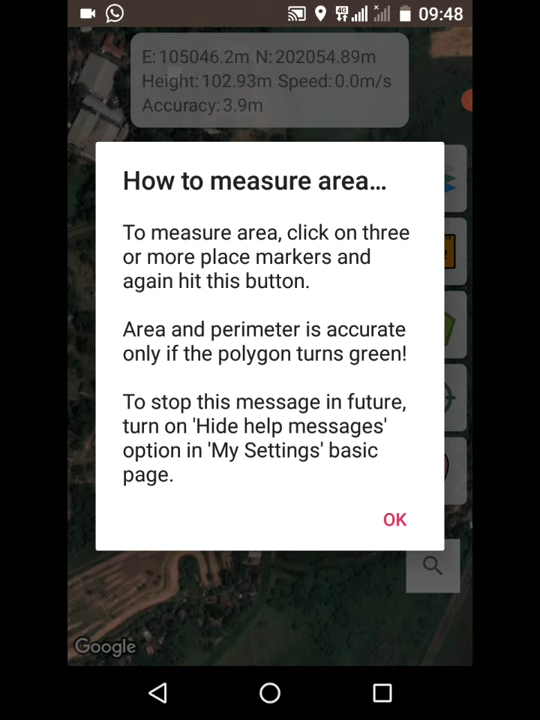 4G
09:48
E: 105046.2m N: 202054.89m
Height: 102.93m Speed: 0.0m/s
Accuracy: 3.9m
How to measure area...
To measure area, click on three
or more place markers and
again hit this button.
Area and perimeter is accurate
only if the polygon turns green!
To stop this message in future,
turn on 'Hide help messages'
option in 'My Settings' basic
page.
OK
Google